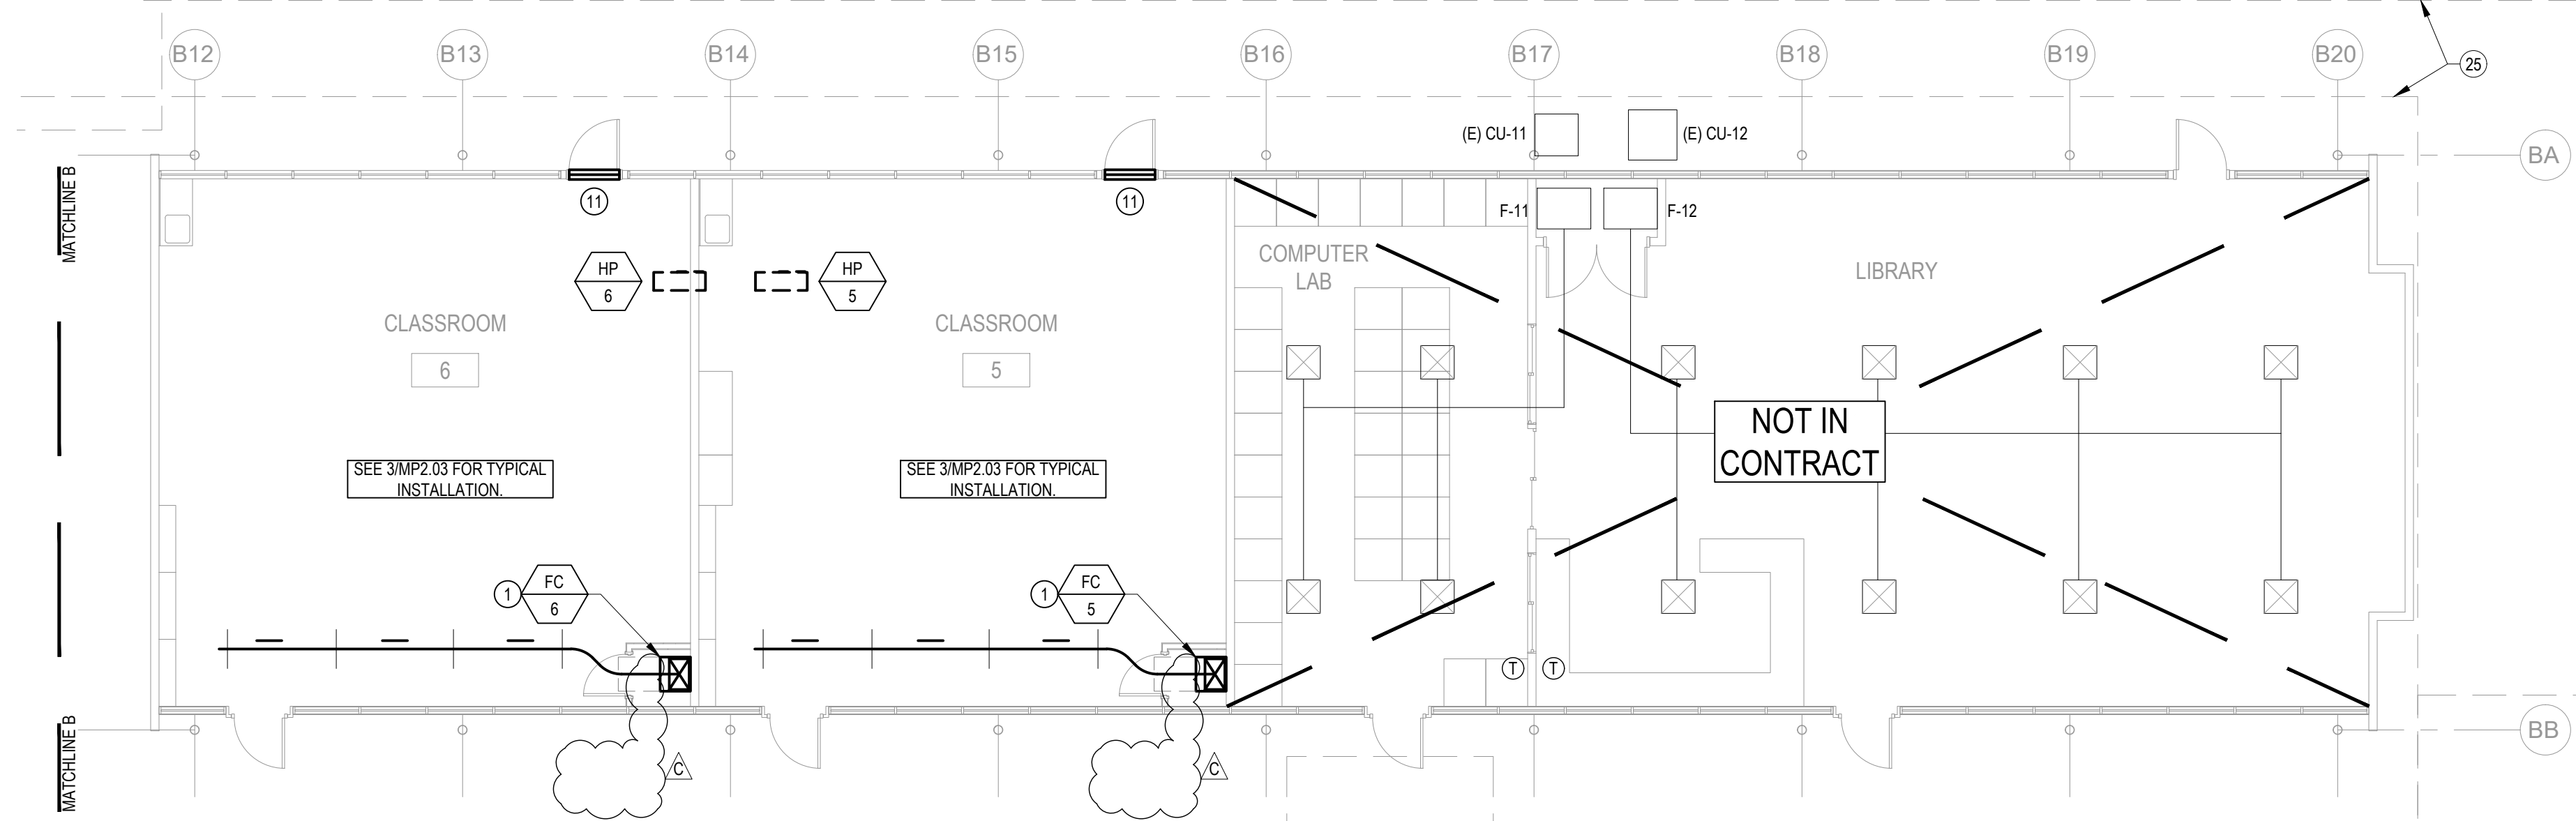 B12
B13
B14
B15
B16
B17
B18
B19
B20
25
(E) CU-11
(E) CU-12
BA
MATCHLINE B
11
11
F-11
F-12
HP
6
HP
5
COMPUTER
LAB
LIBRARY
CLASSROOM
6
CLASSROOM
5
NOT IN
CONTRACT
SEE 3/MP2.03 FOR TYPICAL
INSTALLATION.
SEE 3/MP2.03 FOR TYPICAL
INSTALLATION.
1
FC
6
1
FC
5
T
T
BB
MATCHLINE B
C
C